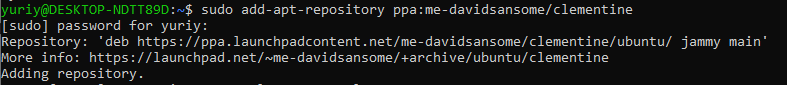 yuriy@DESKTOP-NDTT89D:~$ sudo add-apt-repository ppa:me-davidsansome/clementine
[sudo] password for yuriy:
Repository: 'deb https://ppa.launchpadcontent.net/me-davidsansome/clementine/ubuntu/ jammy main'
More info: https://launchpad.net/~me-davidsansome/+archive/ubuntu/clementine
Adding repository.